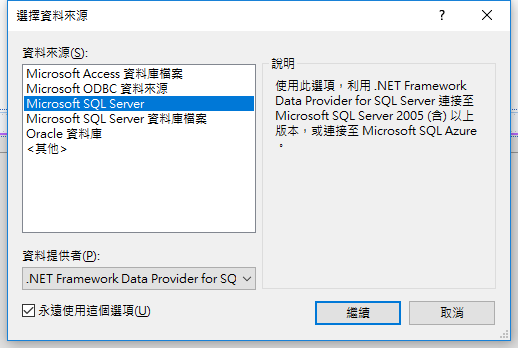 選擇資料來源
資料來源(S):
Microsoft Access 資料庫檔案
Microsoft ODBC 資料來源
Microsoft SQL Server
Microsoft SQL Server 資料庫檔案
Oracle 資料庫
<其他>
說明
使用此選項，利用 .NET Framework
Data Provider for SQL Server 連接至
Microsoft SQL Server 2005 (含) 以上
版本，或連接至 Microsoft SQL Azure
。
資料提供者(P):
.NET Framework Data Provider for SQ
永遠使用這個選項(U)
繼續
取消